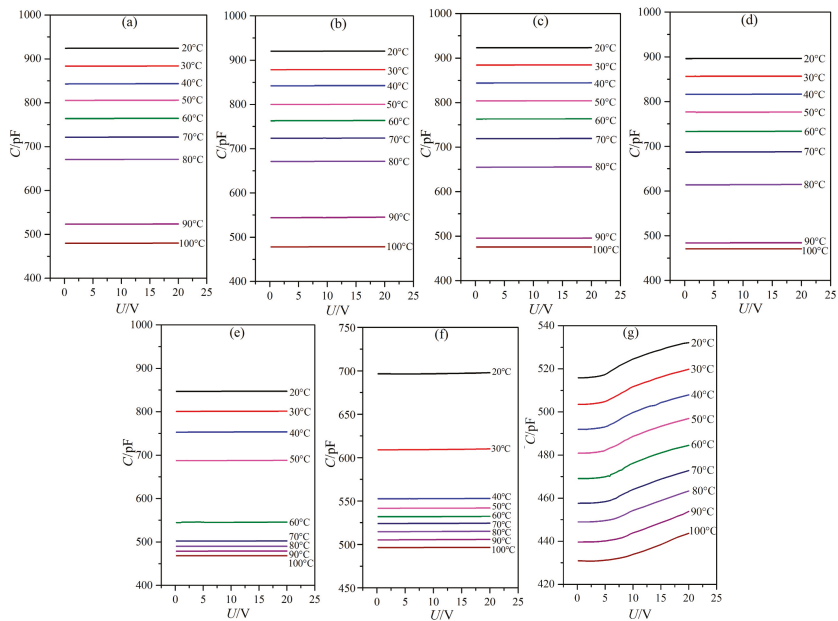 (a)
1000
900
800
700
600
500
400
C/pF
20°C
30°C
40°C
50°C
60°C
70°C
80°C
90°C
100°C
0 5 10 15 20 25
U/V
(b)
1000
900
800
700
600
500
400
C/pF
20°C
30°C
40°C
50°C
60°C
70°C
80°C
90°C
100°C
0 5 10 15 20 25
U/V
(c)
1000
900
800
700
600
500
400
C/pF
20°C
30°C
40°C
50°C
60°C
70°C
80°C
90°C
100°C
0 5 10 15 20 25
U/V
(d)
1000
900
800
700
600
500
400
C/pF
20°C
30°C
40°C
50°C
60°C
70°C
80°C
90°C
100°C
0 5 10 15 20 25
U/V
(e)
1000
900
800
700
600
500
400
C/pF
20°C
30°C
40°C
50°C
60°C
70°C
80°C
90°C
100°C
0 5 10 15 20 25
U/V
(f)
750
700
650
600
550
500
450
C/pF
20°C
30°C
40°C
50°C
60°C
70°C
80°C
90°C
100°C
0 5 10 15 20 25
U/V
(g)
540
520
500
480
460
440
420
C/pF
20°C
30°C
40°C
50°C
60°C
70°C
80°C
90°C
100°C
0 5 10 15 20 25
U/V